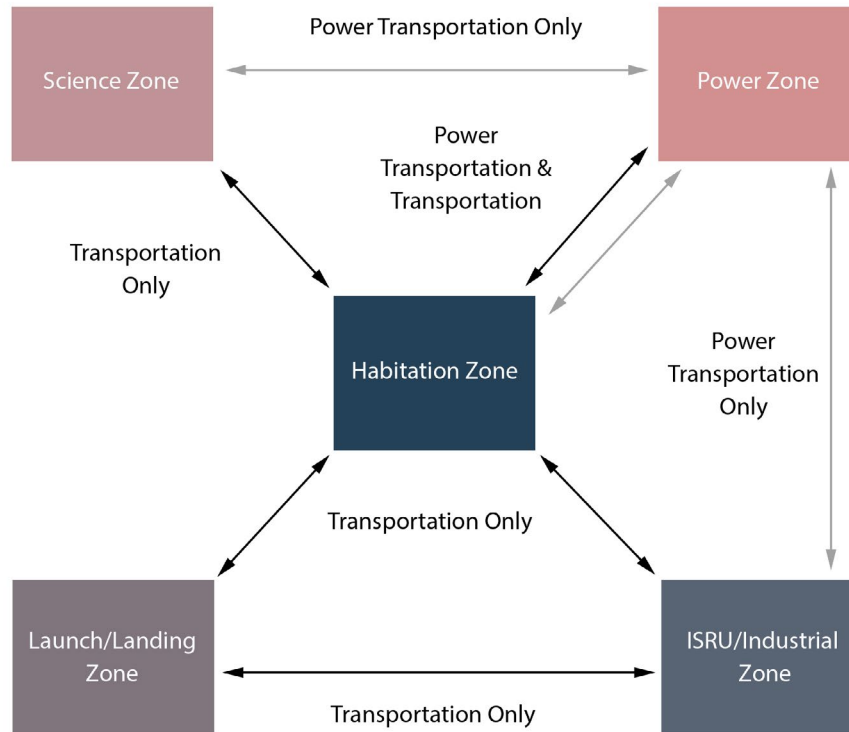 Power Transportation Only
Science Zone
Power Zone
Power
Transportation &
Transportation
Transportation
Only
Habitation Zone
Power
Transportation
Only
Transportation Only
Launch/Landing
Zone
ISRU/Industrial
Zone
Transportation Only